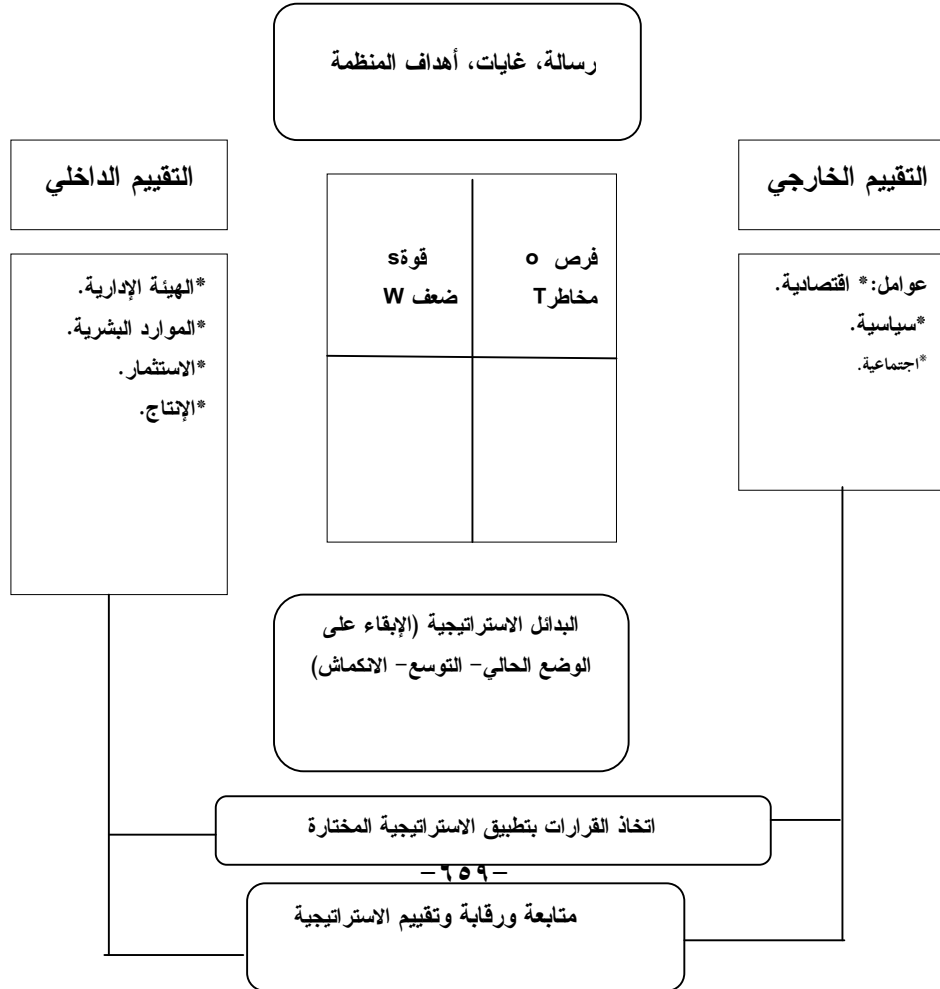 رسالة، غايات، أهداف المنظمة
التقييم الخارجي
عوامل:* اقتصادية.
*سياسية.
*اجتماعية.
فرص o
مخاطرT
قوةs
ضعف W
التقييم الداخلي
*الهيئة الإدارية.
*الموارد البشرية.
*الاستثمار.
*الإنتاج.
البدائل الاستراتيجية (الإبقاء على
الوضع الحالي- التوسع- الانكماش)
اتخاذ القرارات بتطبيق الاستراتيجية المختارة
-٦٥٩-
متابعة ورقابة وتقييم الاستراتيجية